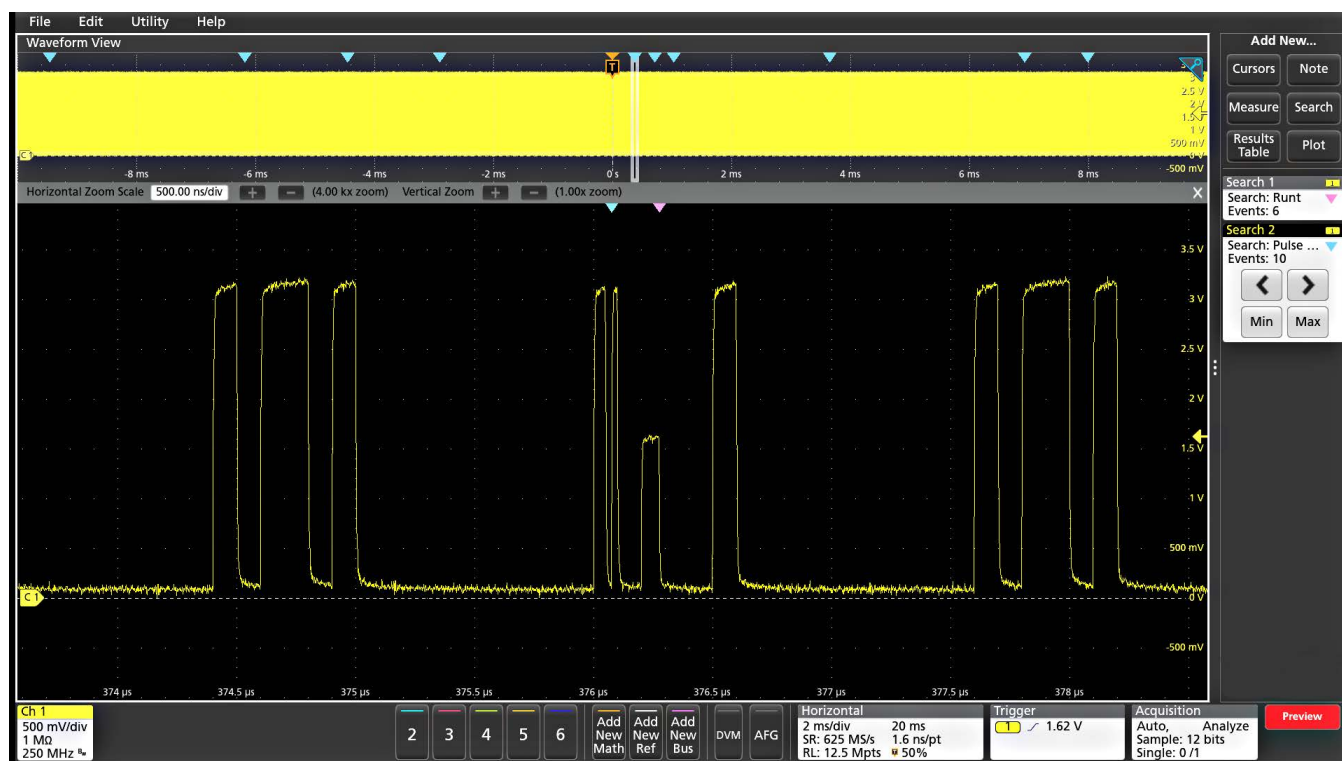 File Edit Utility Help
Waveform View
Add New...
Cursors Note
Measure Search
Results Table Plot
T
2.5 V
2 V
1.5 V
1 V
500 mV
0 V
-500 mV
C1
-8 ms -6 ms -4 ms -2 ms 0 s 2 ms 4 ms 6 ms 8 ms
Horizontal Zoom Scale 500.00 ns/div + − (4.00 kx zoom) Vertical Zoom + − (1.00x zoom) X
Search 1 1
Search: Runt
Events: 6
Search 2 1
Search: Pulse ...
Events: 10
< >
Min Max
3.5 V
3 V
2.5 V
2 V
1.5 V
1 V
500 mV
0 V
-500 mV
C1
374 µs 374.5 µs 375 µs 375.5 µs 376 µs 376.5 µs 377 µs 377.5 µs 378 µs
Ch 1
500 mV/div
1 MΩ
250 MHz
2 3 4 5 6
Add New Math
Add New Ref
Add New Bus
DVM AFG
Horizontal
2 ms/div 20 ms
SR: 625 MS/s 1.6 ns/pt
RL: 12.5 Mpts 50%
Trigger
1 1.62 V
Acquisition
Auto, Analyze
Sample: 12 bits
Single: 0 /1
Preview